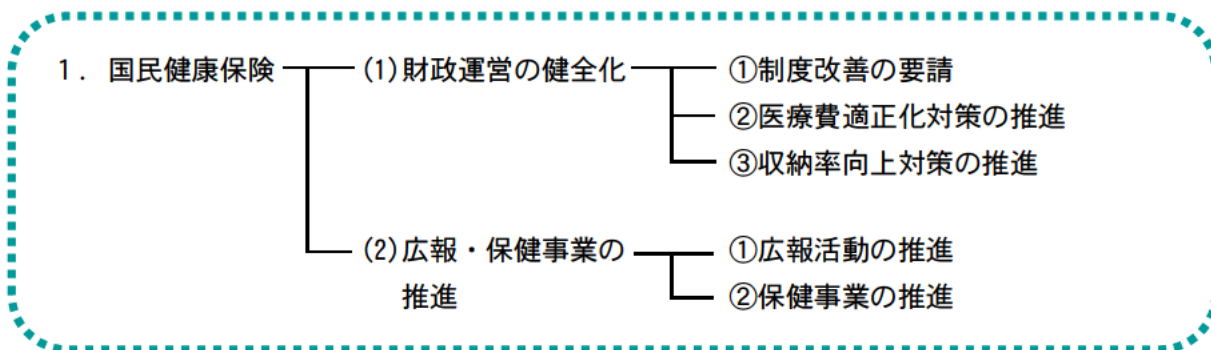 1．国民健康保険 (1)財政運営の健全化 ①制度改善の要請
②医療費適正化対策の推進
③収納率向上対策の推進
(2)広報・保健事業の ①広報活動の推進
推進 ②保健事業の推進